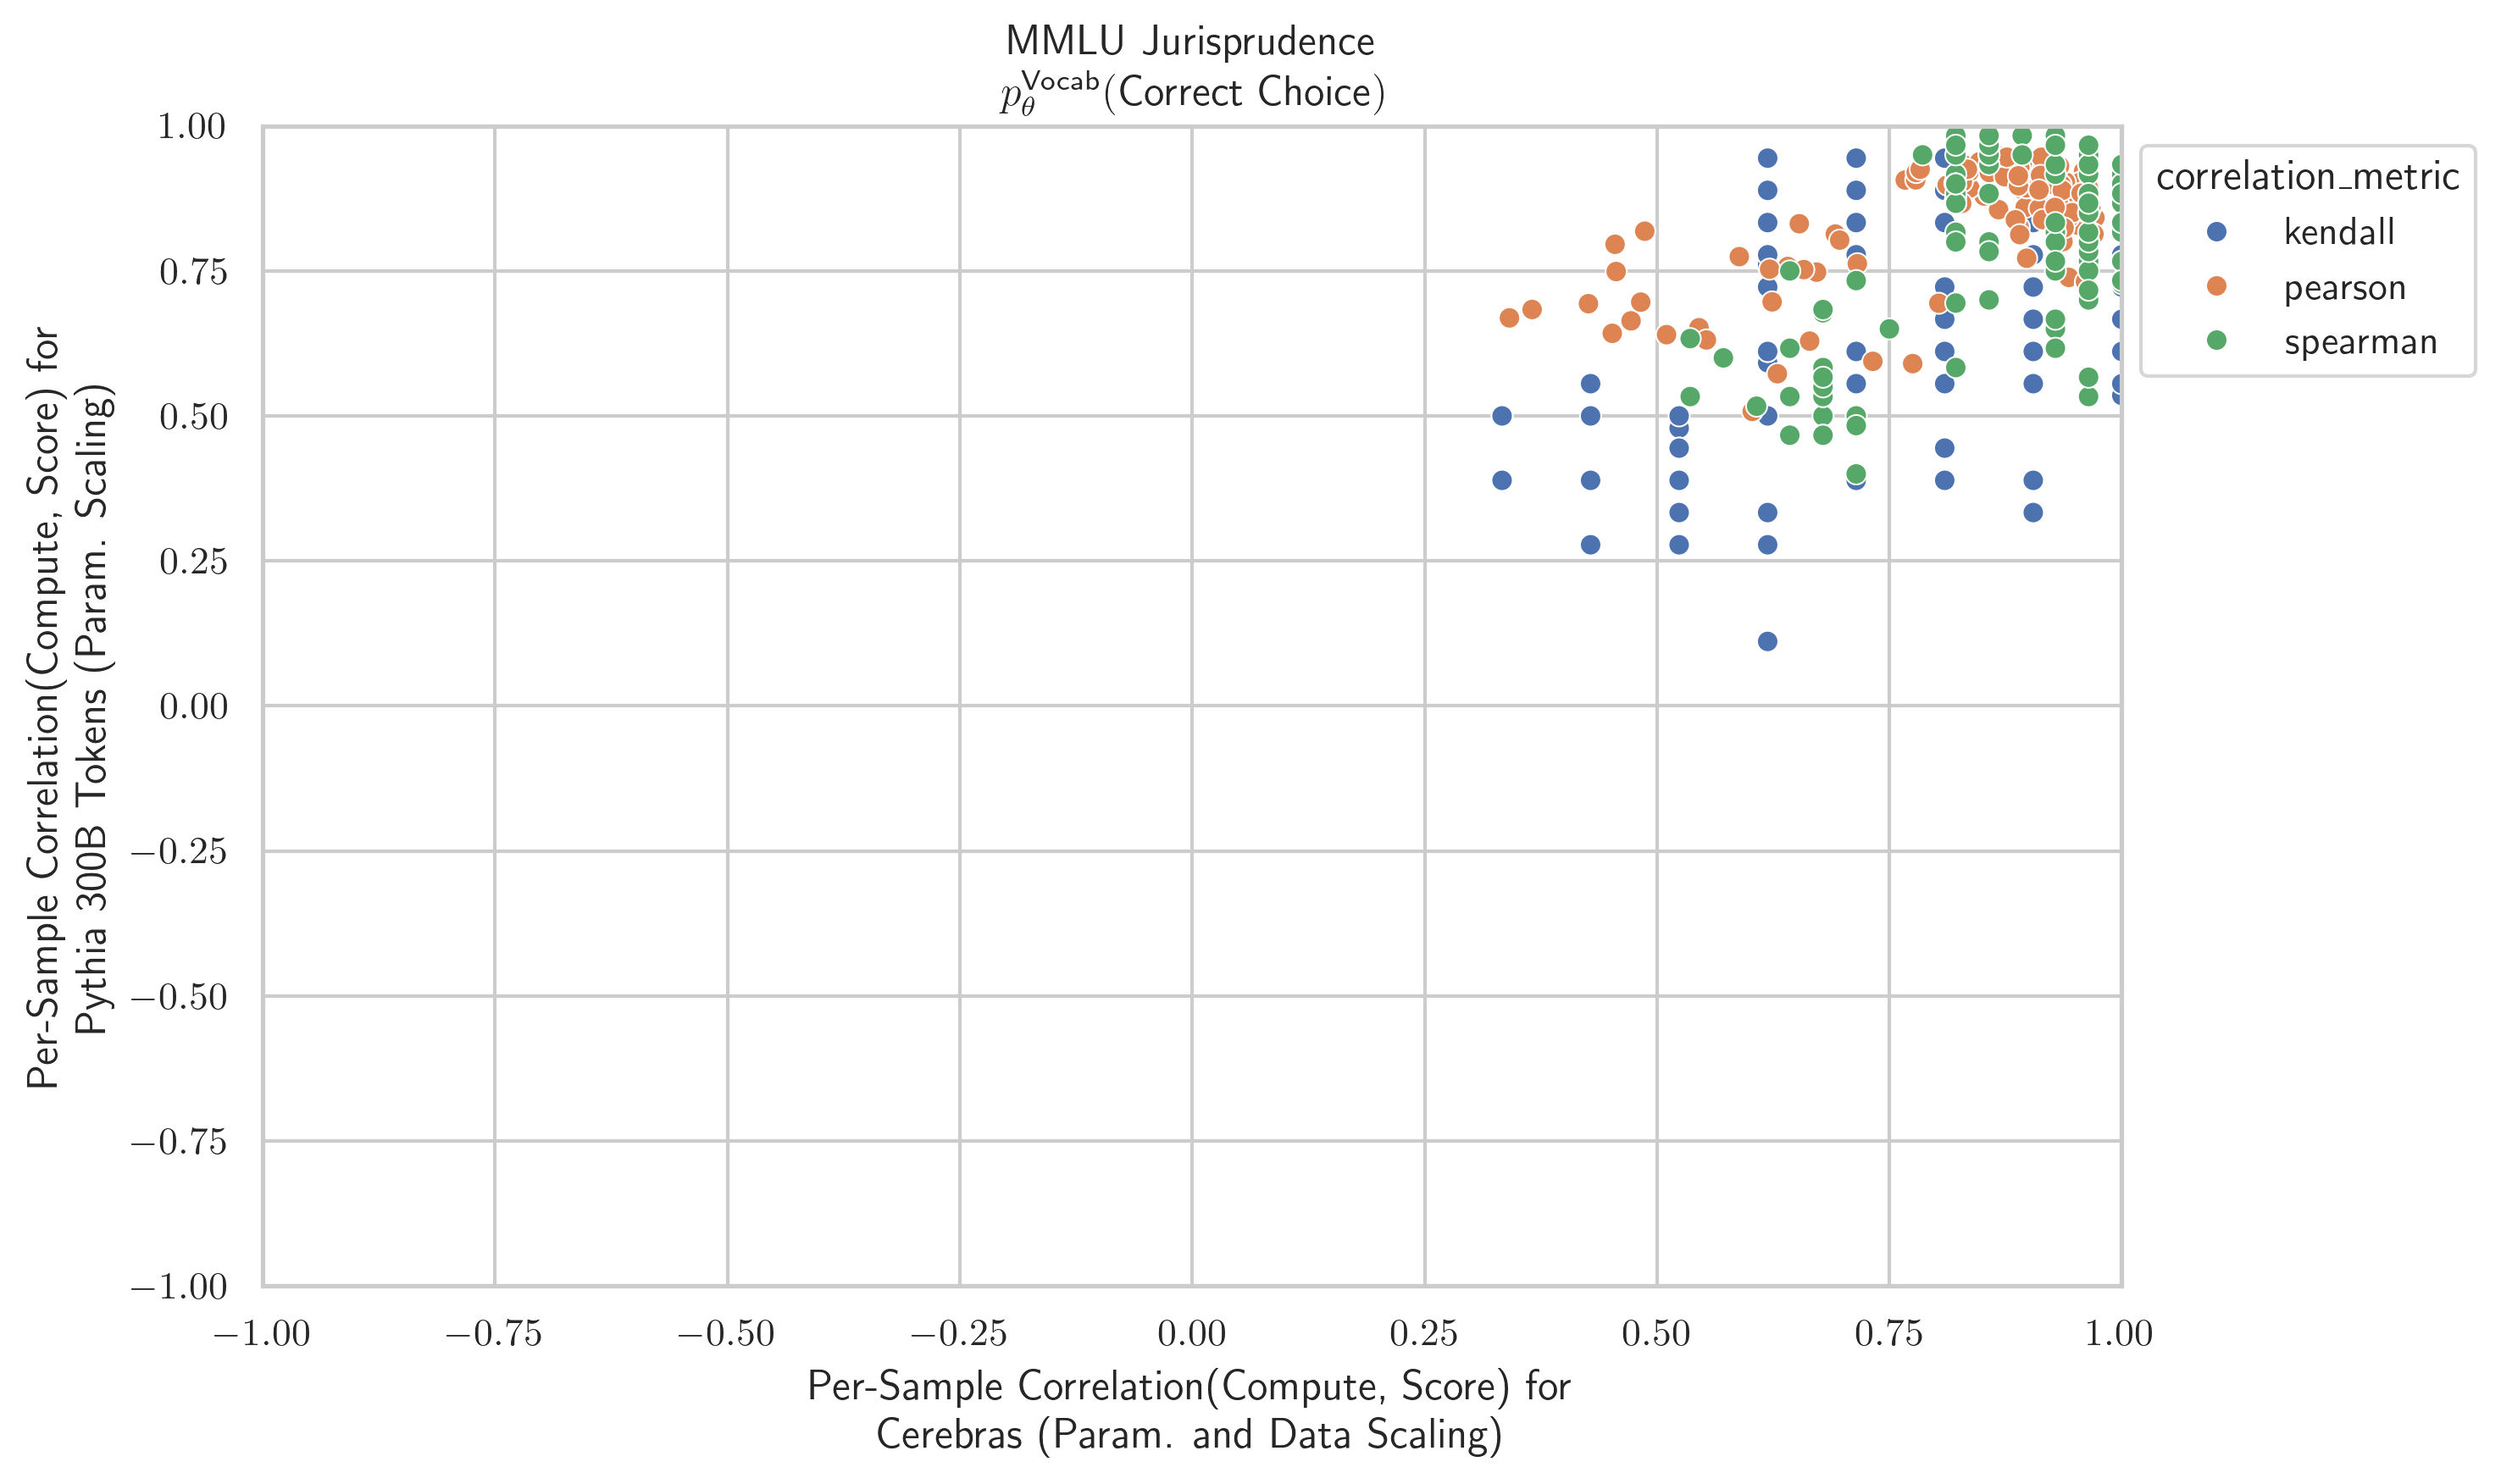 MMLU Jurisprudence
p_θ^Vocab(Correct Choice)
Per-Sample Correlation(Compute, Score) for
Pythia 300B Tokens (Param. Scaling)
1.00
0.75
0.50
0.25
0.00
−0.25
−0.50
−0.75
−1.00
−1.00 −0.75 −0.50 −0.25 0.00 0.25 0.50 0.75 1.00
Per-Sample Correlation(Compute, Score) for
Cerebras (Param. and Data Scaling)
correlation_metric
kendall
pearson
spearman